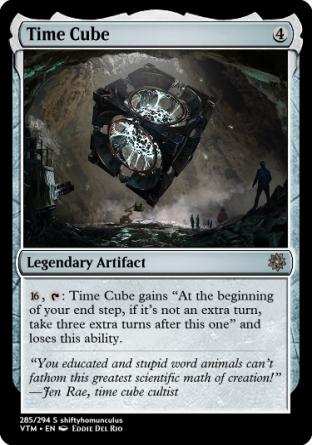 Time Cube 4
Legendary Artifact
16, T: Time Cube gains “At the beginning
of your end step, if it’s not an extra turn,
take three extra turns after this one” and
loses this ability.
“You educated and stupid word animals can’t
fathom this greatest scientific math of creation!”
—Jen Rae, time cube cultist
285/294 S shiftyhomunculus
VTM • EN Eddie Del Rio